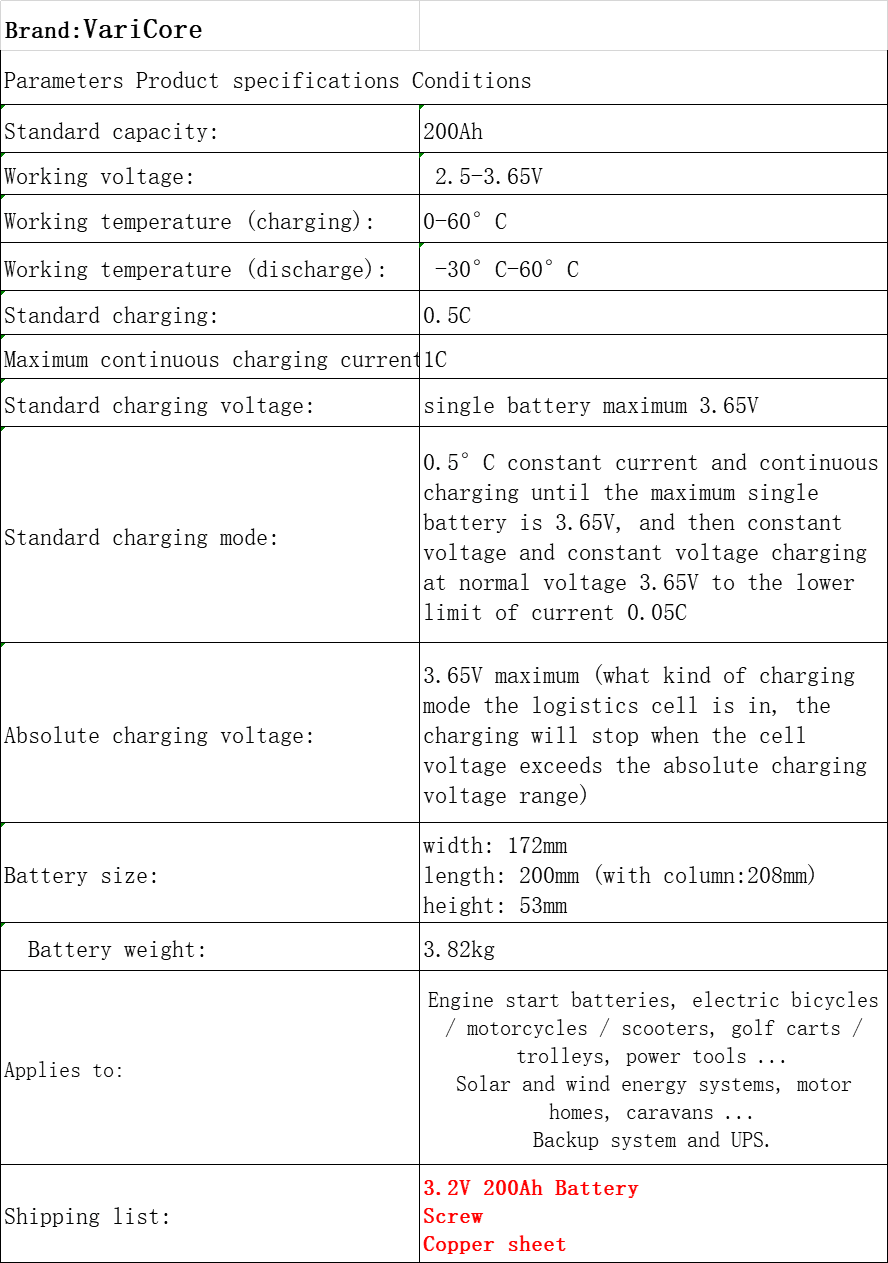 Brand:VariCore
Parameters Product specifications Conditions
Standard capacity: 200Ah
Working voltage: 2.5-3.65V
Working temperature (charging): 0-60°C
Working temperature (discharge): -30°C-60°C
Standard charging: 0.5C
Maximum continuous charging current 1C
Standard charging voltage: single battery maximum 3.65V
Standard charging mode:
0.5°C constant current and continuous
charging until the maximum single
battery is 3.65V, and then constant
voltage and constant voltage charging
at normal voltage 3.65V to the lower
limit of current 0.05C
Absolute charging voltage:
3.65V maximum (what kind of charging
mode the logistics cell is in, the
charging will stop when the cell
voltage exceeds the absolute charging
voltage range)
Battery size:
width: 172mm
length: 200mm (with column:208mm)
height: 53mm
Battery weight: 3.82kg
Applies to:
Engine start batteries, electric bicycles
/ motorcycles / scooters, golf carts /
trolleys, power tools ...
Solar and wind energy systems, motor
homes, caravans ...
Backup system and UPS.
Shipping list:
3.2V 200Ah Battery
Screw
Copper sheet